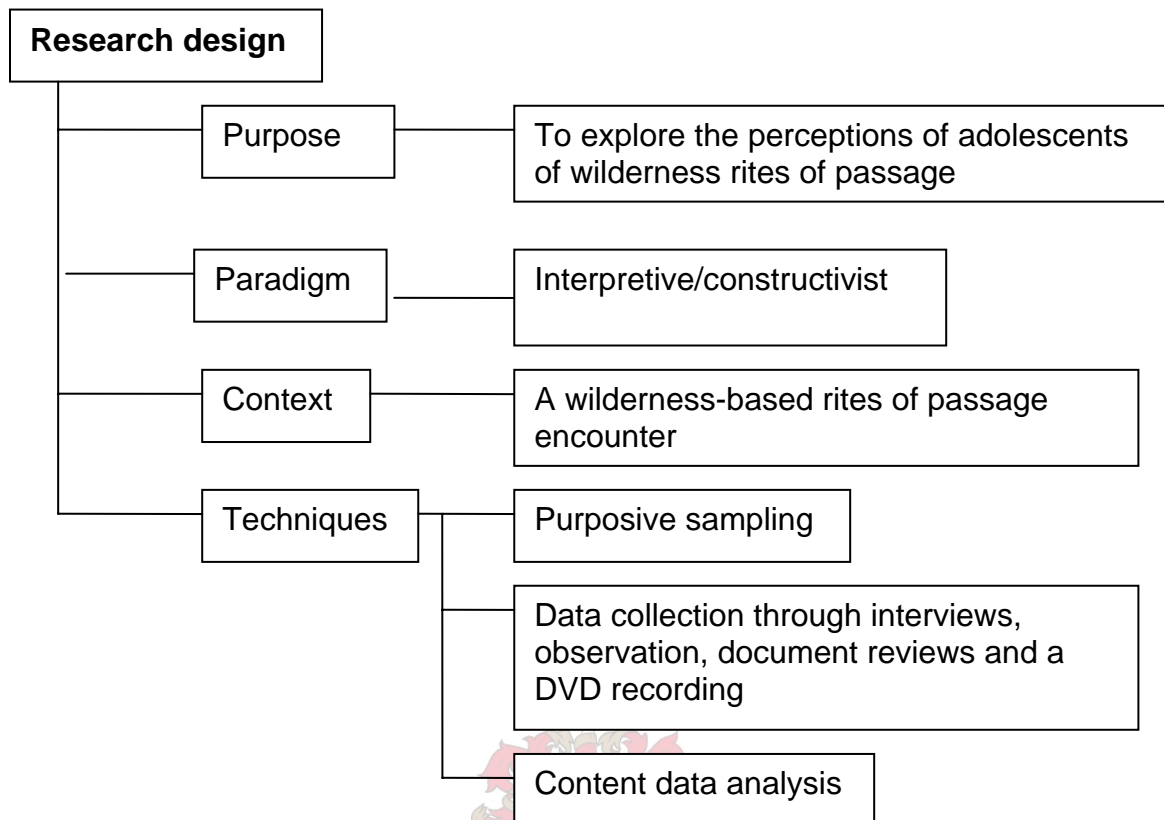 Research design
Purpose
To explore the perceptions of adolescents
of wilderness rites of passage
Paradigm
Interpretive/constructivist
Context
A wilderness-based rites of passage
encounter
Techniques
Purposive sampling
Data collection through interviews,
observation, document reviews and a
DVD recording
Content data analysis